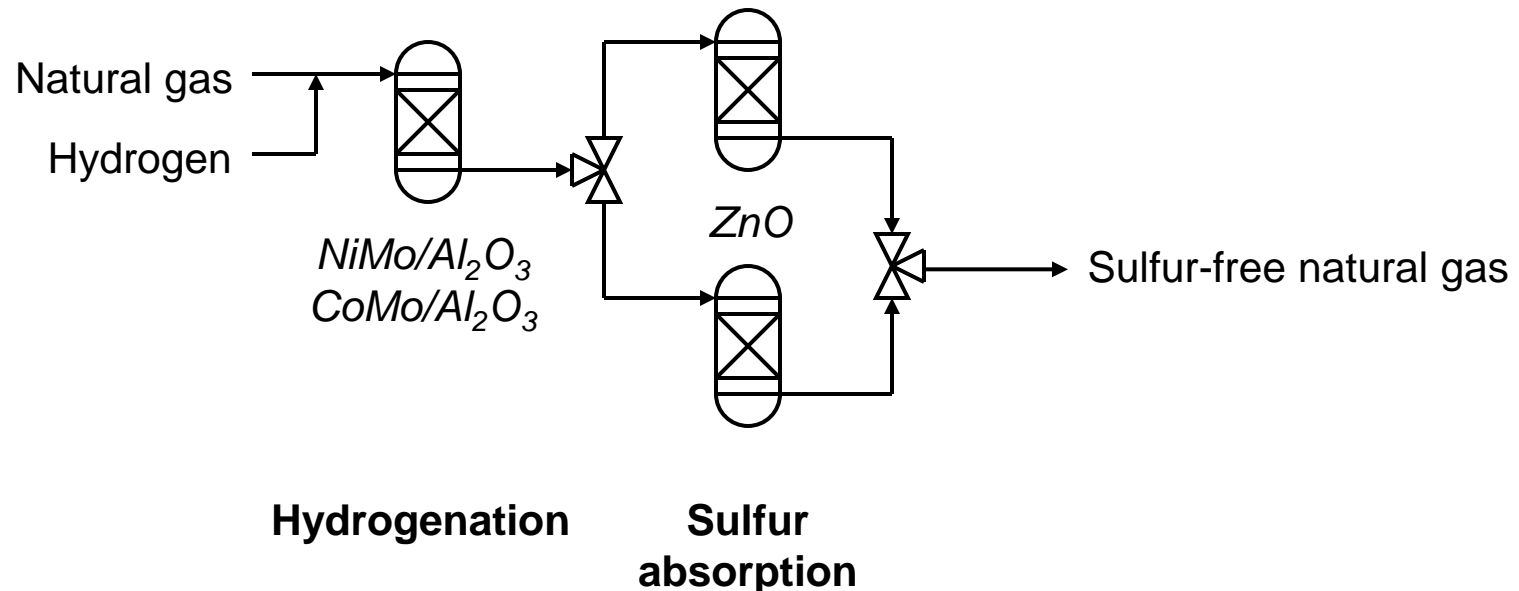 Natural gas
Hydrogen
NiMo/Al₂O₃
CoMo/Al₂O₃
ZnO
Sulfur-free natural gas
Hydrogenation
Sulfur
absorption